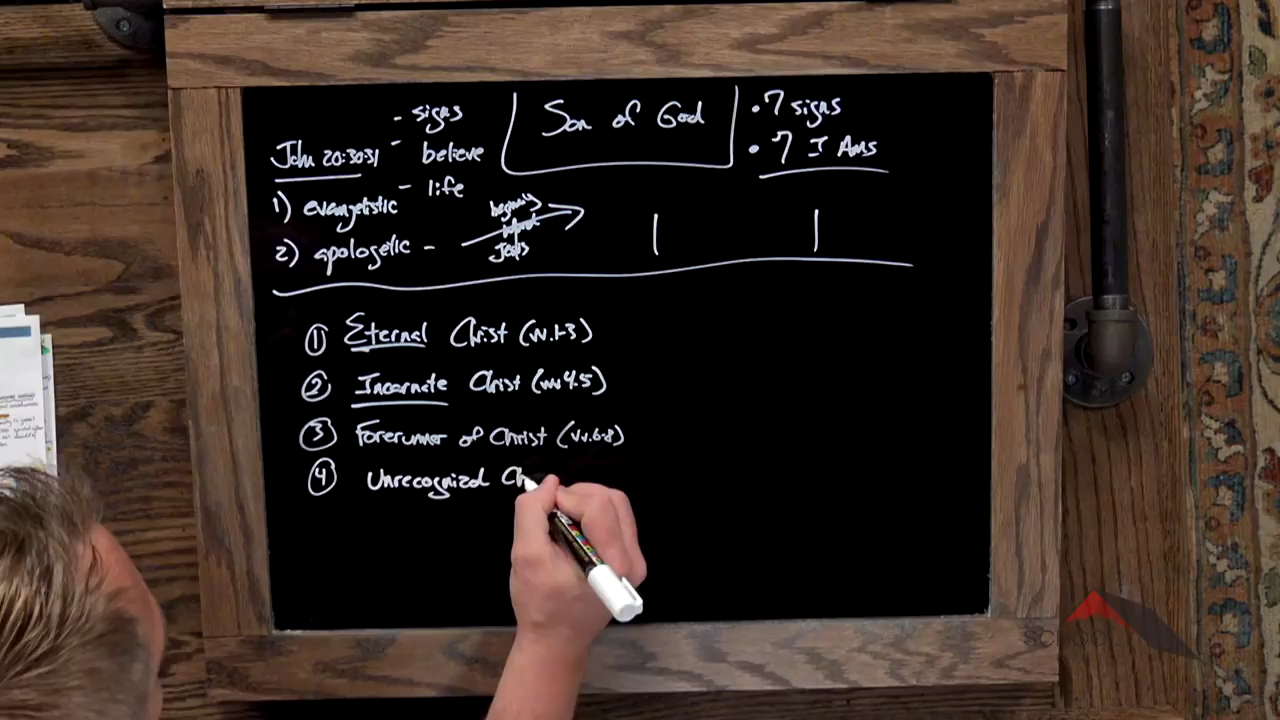 - signs
John 20:30-31 - believe
- life
1) evangelistic
2) apologetic -
Son of God
• 7 signs
• 7 I Ams
Jesus
① Eternal Christ (vv.1-3)
② Incarnate Christ (vv4.5)
③ Forerunner of Christ (vv.6-8)
④ Unrecognized Ch